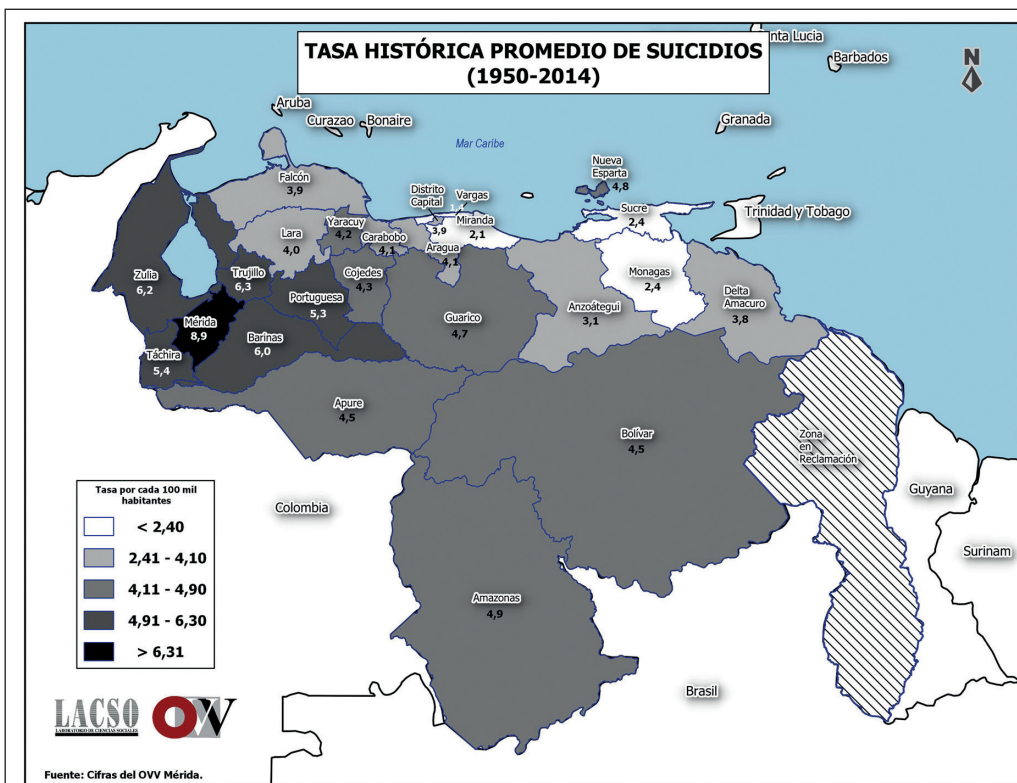 TASA HISTÓRICA PROMEDIO DE SUICIDIOS
(1950-2014)
N
nta Lucia
Barbados
Aruba
Curazao
Bonaire
Granada
Mar Caribe
Trinidad y Tobago
Nueva
Esparta
4,8
Falcón
3,9
Distrito
Capital
3,9
Vargas
1,4
Miranda
2,1
Sucre
2,4
Lara
4,0
Yaracuy
4,2
Carabobo
4,1
Aragua
4,1
Monagas
2,4
Zulia
6,2
Trujillo
6,3
Portuguesa
5,3
Cojedes
4,3
Guarico
4,7
Anzoátegui
3,1
Delta
Amacuro
3,8
Mérida
8,9
Barinas
6,0
Táchira
5,4
Apure
4,5
Bolívar
4,5
Zona
en
Reclamación
Guyana
Surinam
Colombia
Amazonas
4,9
Brasil
Tasa por cada 100 mil
habitantes
< 2,40
2,41 - 4,10
4,11 - 4,90
4,91 - 6,30
> 6,31
LACSO
LABORATORIO DE CIENCIAS SOCIALES
OVV
Fuente: Cifras del OVV Mérida.